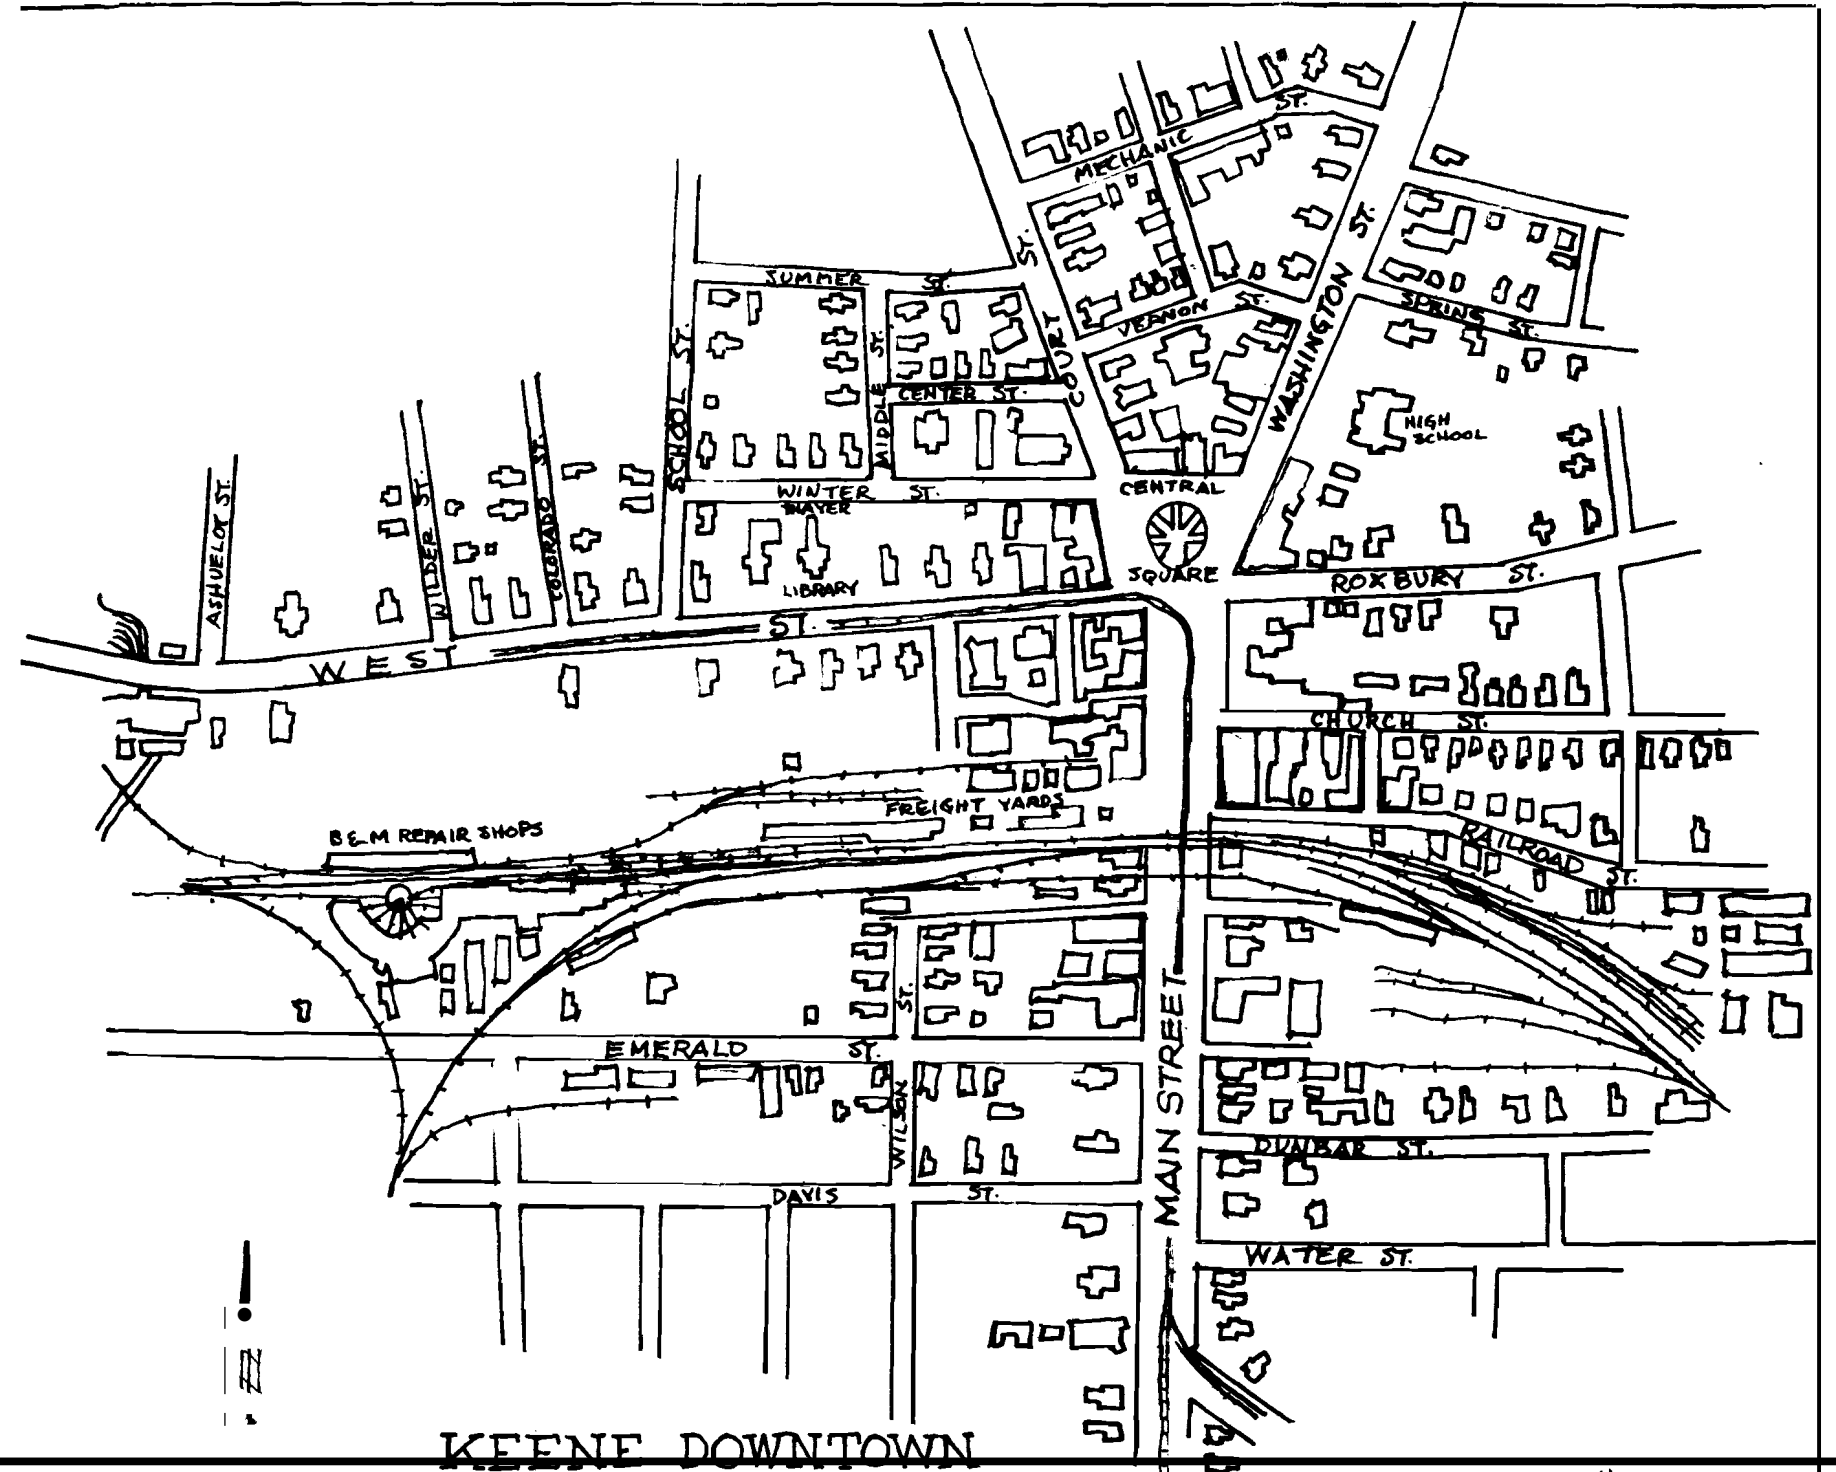 MECHANIC ST.
SUMMER ST.
COURT ST.
VERNON ST.
WASHINGTON ST.
SPRING ST.
SCHOOL ST.
MIDDLE ST.
CENTER ST.
HIGH
SCHOOL
WINTER ST.
THAYER
LIBRARY
CENTRAL
SQUARE
ASHUELOT ST.
WILDER ST.
COLORADO ST.
ROXBURY ST.
WEST ST.
CHURCH ST.
FREIGHT YARDS
B&M REPAIR SHOPS
RAILROAD ST.
EMERALD ST.
WILSON ST.
MAIN STREET
DUNBAR ST.
DAVIS ST.
WATER ST.
KEENE DOWNTOWN